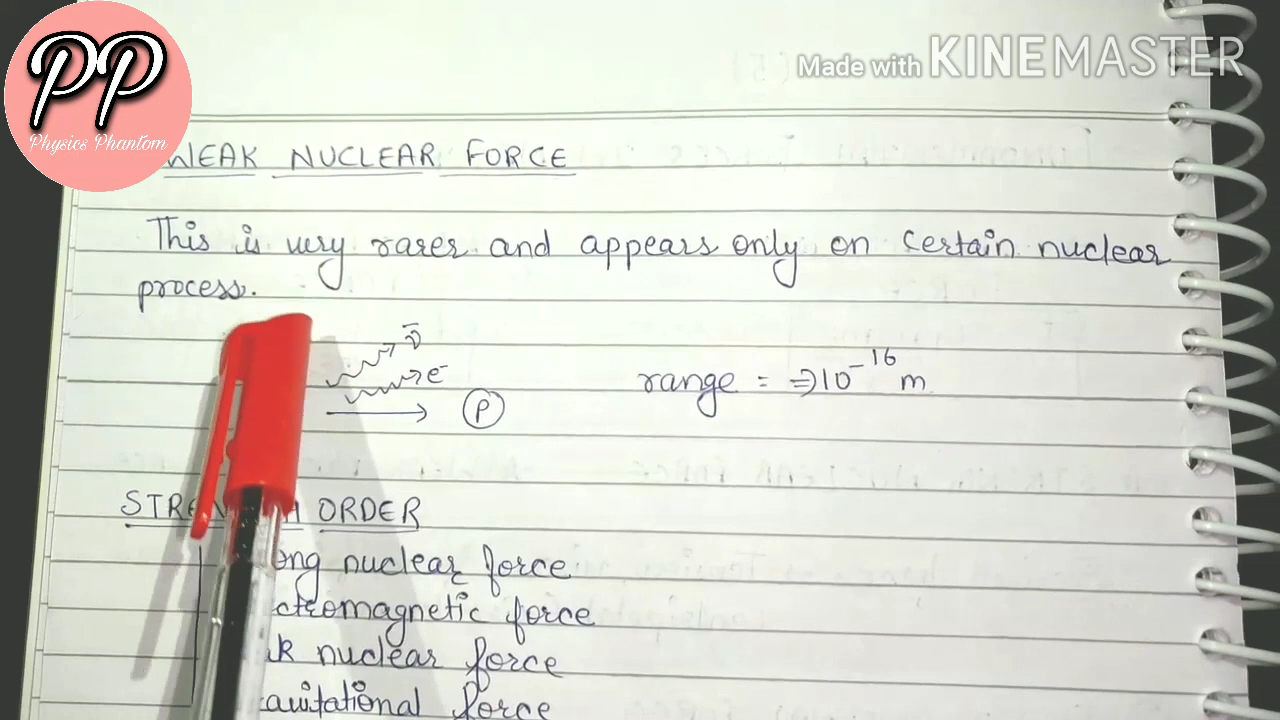 PP
Physics Phantom
Made with KINEMASTER
WEAK NUCLEAR FORCE
This is very rarer and appears only on certain nuclear
process.
ν̄
e⁻
P
range = ⇒10⁻¹⁶ m
ORDER
nuclear force
force
nuclear force
force